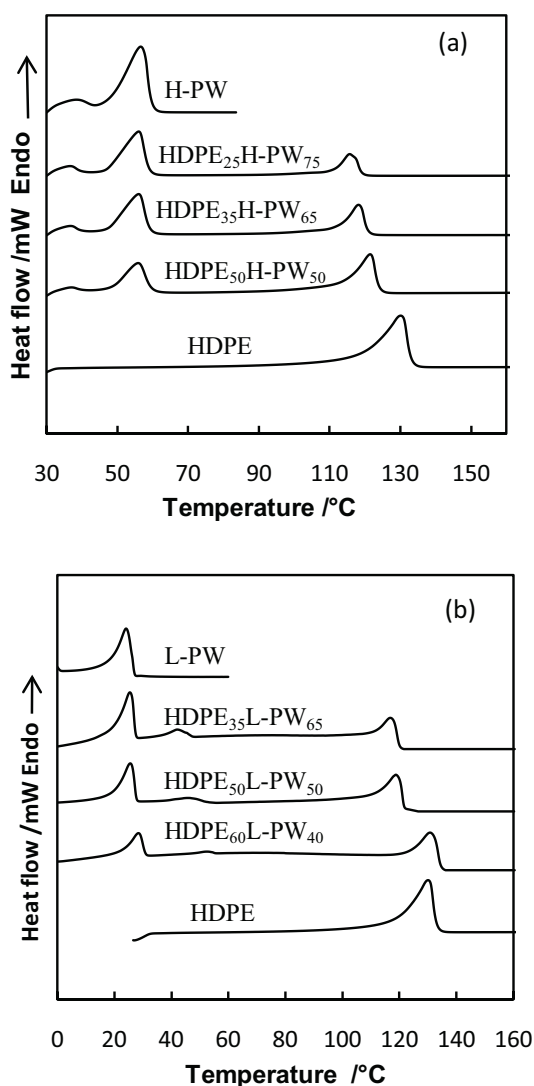 (a)
Heat flow /mW Endo
H-PW
HDPE₂₅H-PW₇₅
HDPE₃₅H-PW₆₅
HDPE₅₀H-PW₅₀
HDPE
30 50 70 90 110 130 150
Temperature /°C
(b)
Heat flow /mW Endo
L-PW
HDPE₃₅L-PW₆₅
HDPE₅₀L-PW₅₀
HDPE₆₀L-PW₄₀
HDPE
0 20 40 60 80 100 120 140 160
Temperature /°C